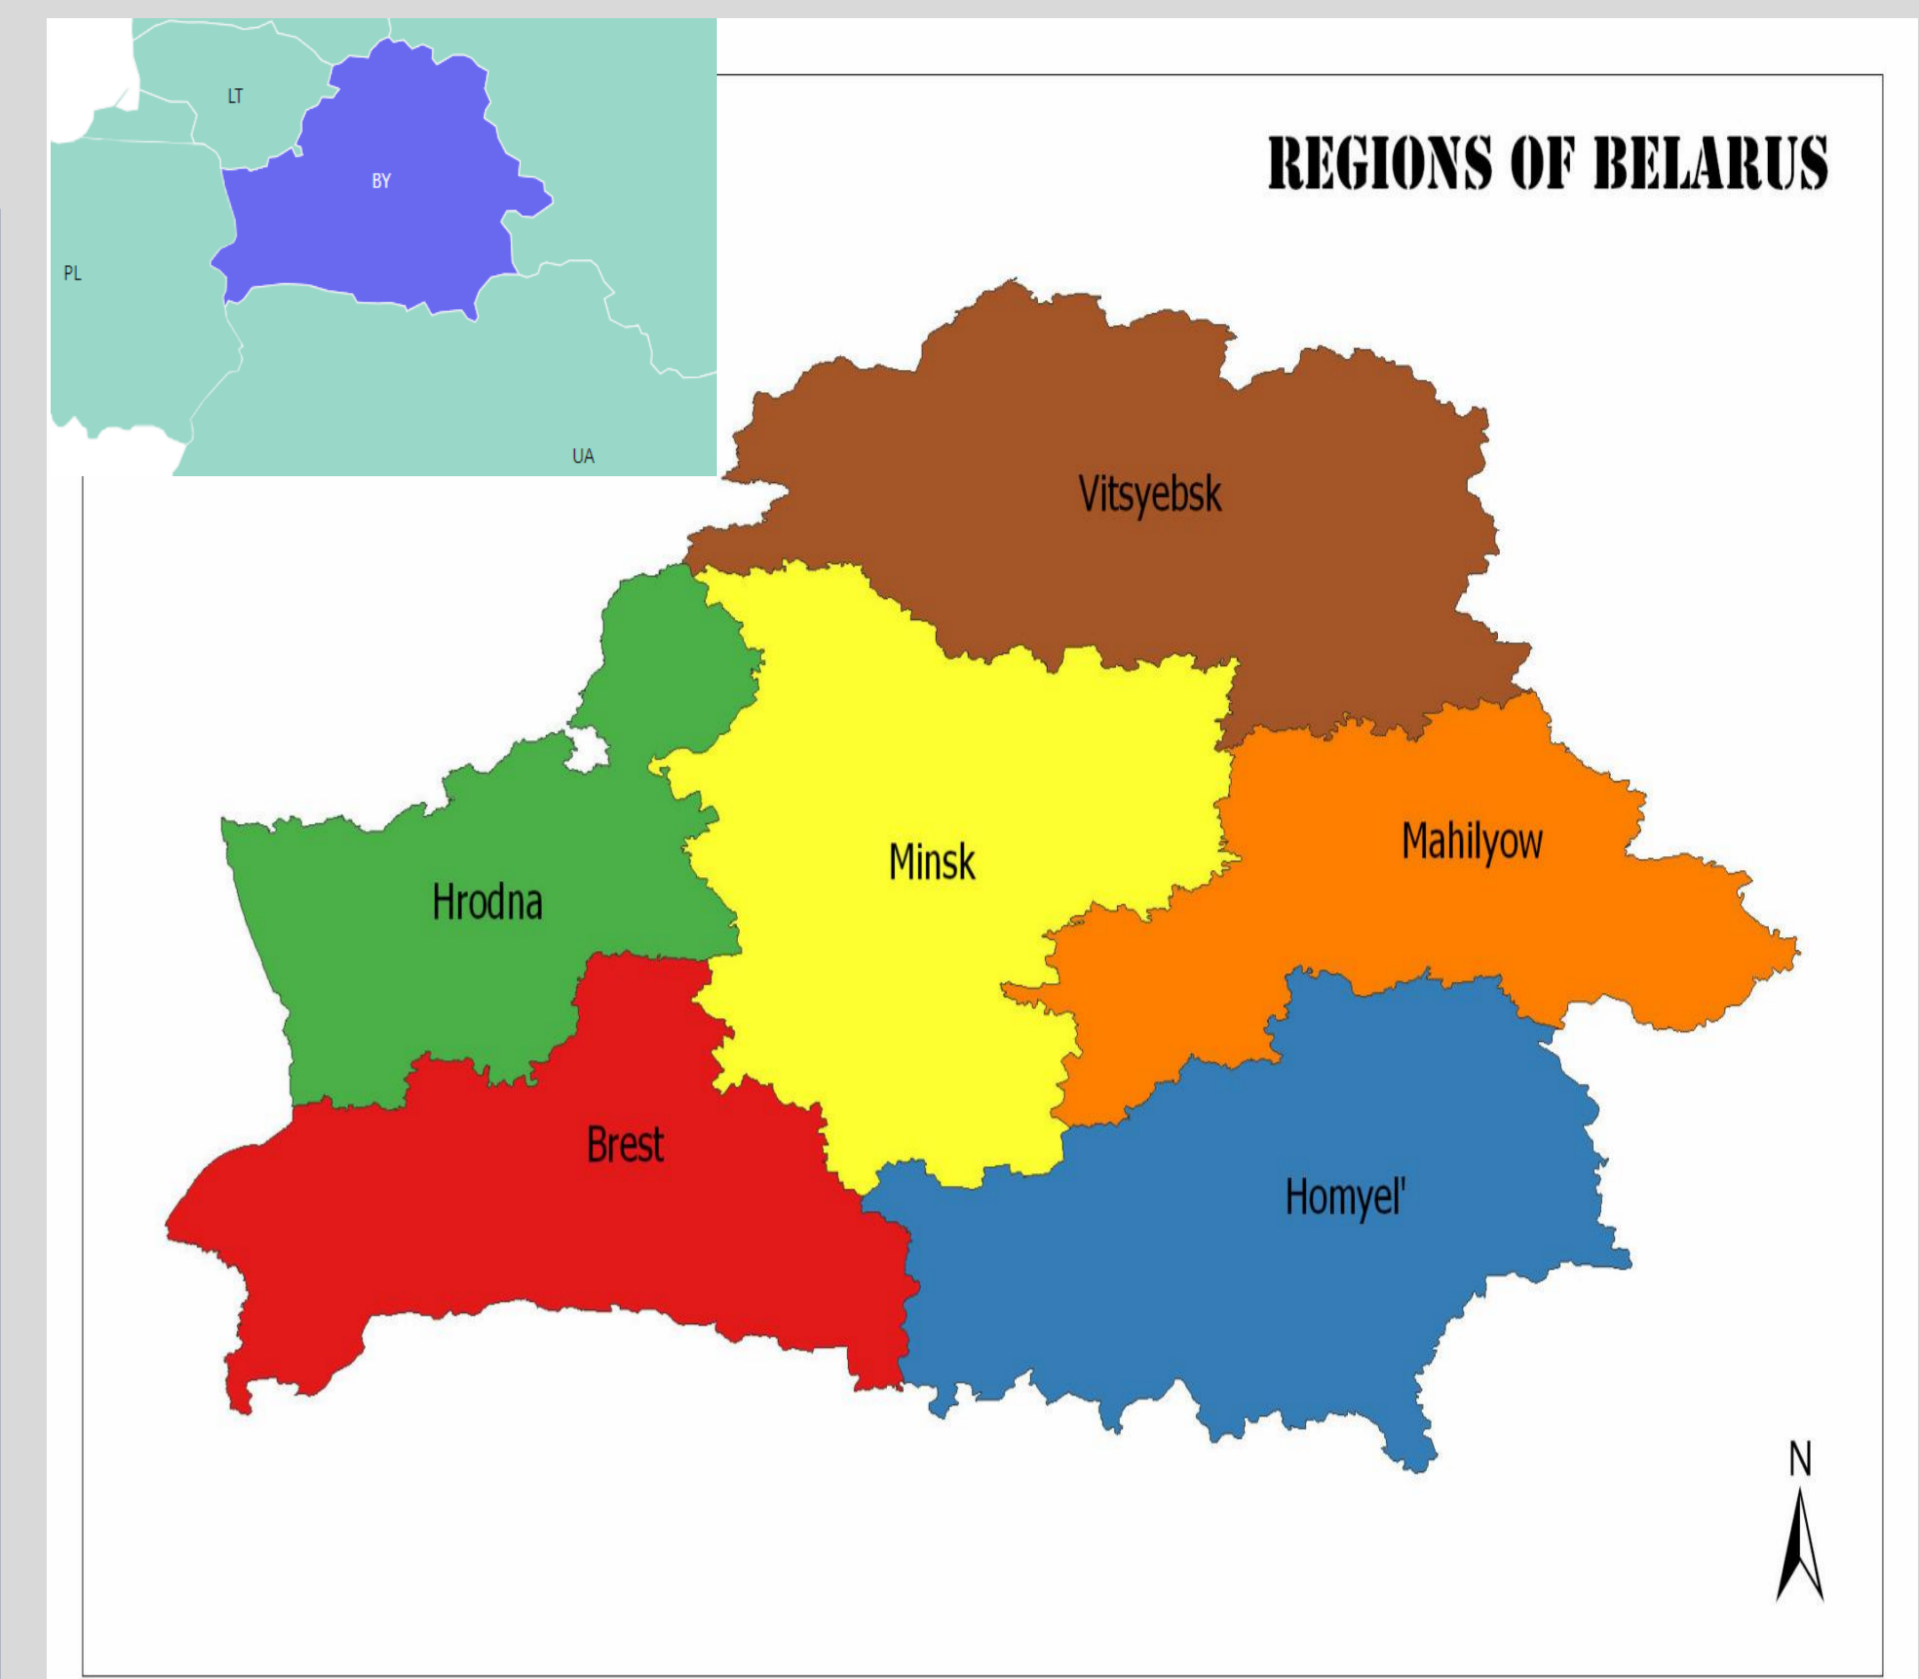 LT
BY
PL
UA
REGIONS OF BELARUS
Vitsyebsk
Minsk
Mahilyow
Hrodna
Brest
Homyel'
N